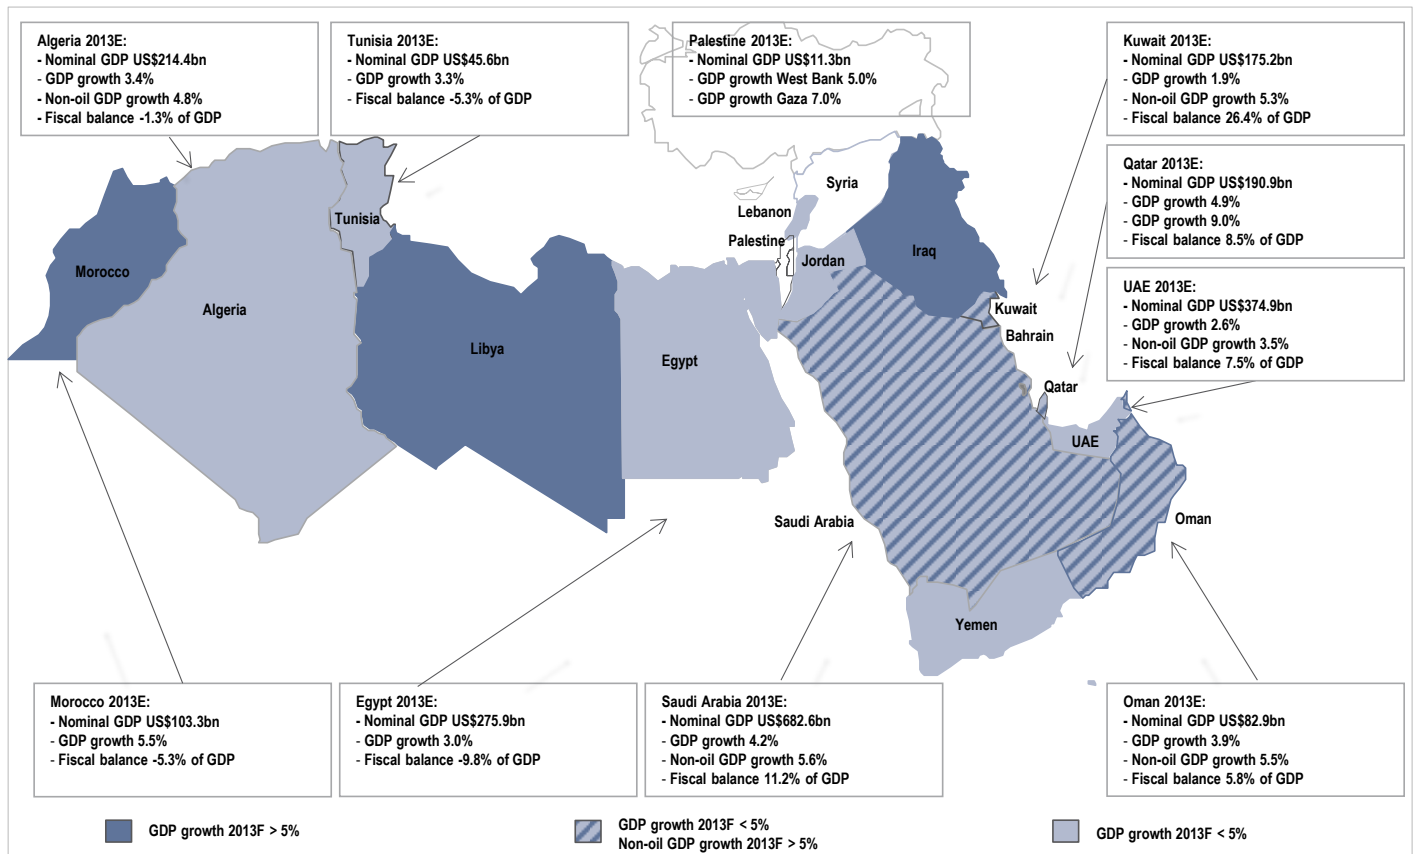 Algeria 2013E:
- Nominal GDP US$214.4bn
- GDP growth 3.4%
- Non-oil GDP growth 4.8%
- Fiscal balance -1.3% of GDP
Tunisia 2013E:
- Nominal GDP US$45.6bn
- GDP growth 3.3%
- Fiscal balance -5.3% of GDP
Palestine 2013E:
- Nominal GDP US$11.3bn
- GDP growth West Bank 5.0%
- GDP growth Gaza 7.0%
Kuwait 2013E:
- Nominal GDP US$175.2bn
- GDP growth 1.9%
- Non-oil GDP growth 5.3%
- Fiscal balance 26.4% of GDP
Qatar 2013E:
- Nominal GDP US$190.9bn
- GDP growth 4.9%
- GDP growth 9.0%
- Fiscal balance 8.5% of GDP
UAE 2013E:
- Nominal GDP US$374.9bn
- GDP growth 2.6%
- Non-oil GDP growth 3.5%
- Fiscal balance 7.5% of GDP
Syria
Lebanon
Tunisia
Palestine
Jordan
Iraq
Morocco
Algeria
Kuwait
Bahrain
Libya
Egypt
Qatar
UAE
Saudi Arabia
Oman
Yemen
Morocco 2013E:
- Nominal GDP US$103.3bn
- GDP growth 5.5%
- Fiscal balance -5.3% of GDP
Egypt 2013E:
- Nominal GDP US$275.9bn
- GDP growth 3.0%
- Fiscal balance -9.8% of GDP
Saudi Arabia 2013E:
- Nominal GDP US$682.6bn
- GDP growth 4.2%
- Non-oil GDP growth 5.6%
- Fiscal balance 11.2% of GDP
Oman 2013E:
- Nominal GDP US$82.9bn
- GDP growth 3.9%
- Non-oil GDP growth 5.5%
- Fiscal balance 5.8% of GDP
GDP growth 2013F > 5%
GDP growth 2013F < 5%
Non-oil GDP growth 2013F > 5%
GDP growth 2013F < 5%